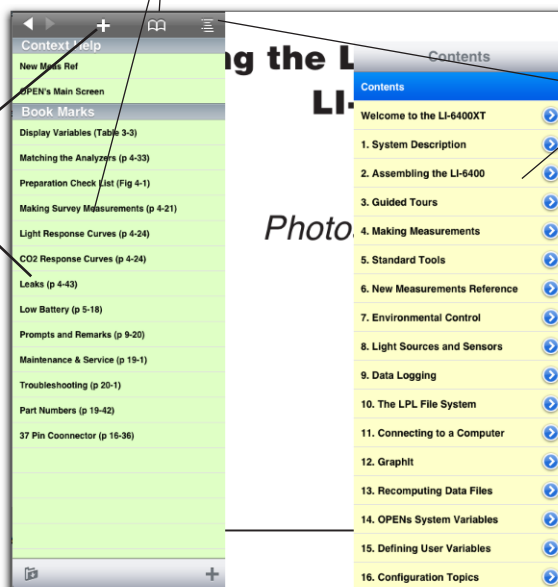 Context Help
New Meas Ref
OPEN's Main Screen
Book Marks
Display Variables (Table 3-3)
Matching the Analyzers (p 4-33)
Preparation Check List (Fig 4-1)
Making Survey Measurements (p 4-21)
Light Response Curves (p 4-24)
CO2 Response Curves (p 4-24)
Leaks (p 4-43)
Low Battery (p 5-18)
Prompts and Remarks (p 9-20)
Maintenance & Service (p 19-1)
Troubleshooting (p 20-1)
Part Numbers (p 19-42)
37 Pin Coonnector (p 16-36)
g the L
LI-
Photo
Contents
Contents
Welcome to the LI-6400XT
1. System Description
2. Assembling the LI-6400
3. Guided Tours
4. Making Measurements
5. Standard Tools
6. New Measurements Reference
7. Environmental Control
8. Light Sources and Sensors
9. Data Logging
10. The LPL File System
11. Connecting to a Computer
12. GraphIt
13. Recomputing Data Files
14. OPENs System Variables
15. Defining User Variables
16. Configuration Topics